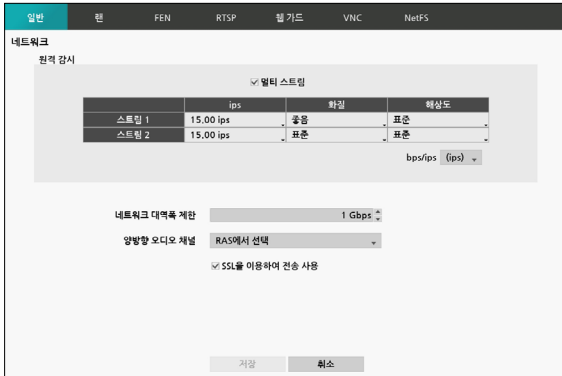 일반 랜 FEN RTSP 웹 가드 VNC NetFS
네트워크
원격 감시
멀티 스트림
ips 화질 해상도
스트림 1 15.00 ips 좋음 표준
스트림 2 15.00 ips 표준 표준
bps/ips (ips)
네트워크 대역폭 제한 1 Gbps
양방향 오디오 채널 RAS에서 선택
SSL을 이용하여 전송 사용
저장 취소